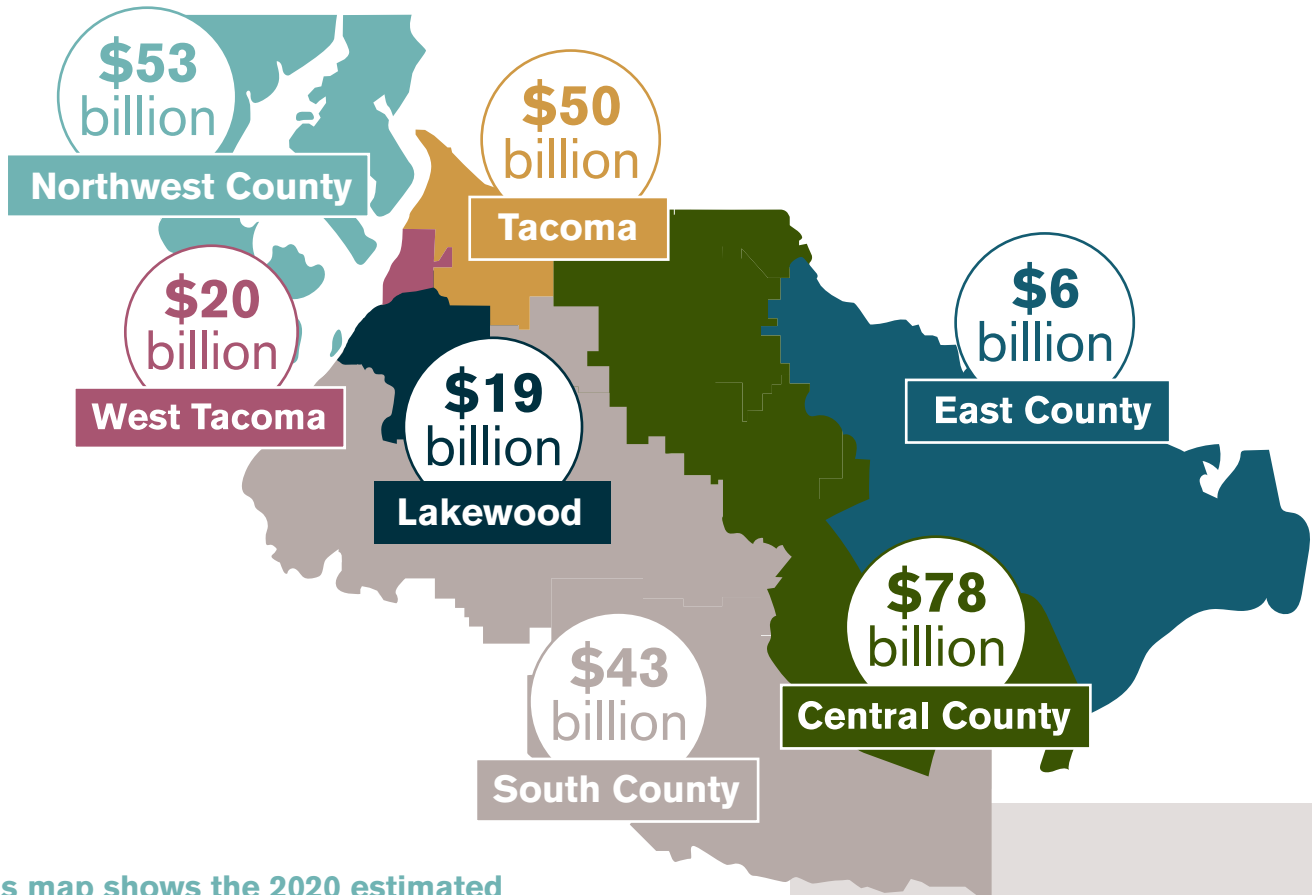 $53
billion
Northwest County
$50
billion
Tacoma
$20
billion
West Tacoma
$6
billion
East County
$19
billion
Lakewood
$78
billion
Central County
$43
billion
South County
s map shows the 2020 estimated